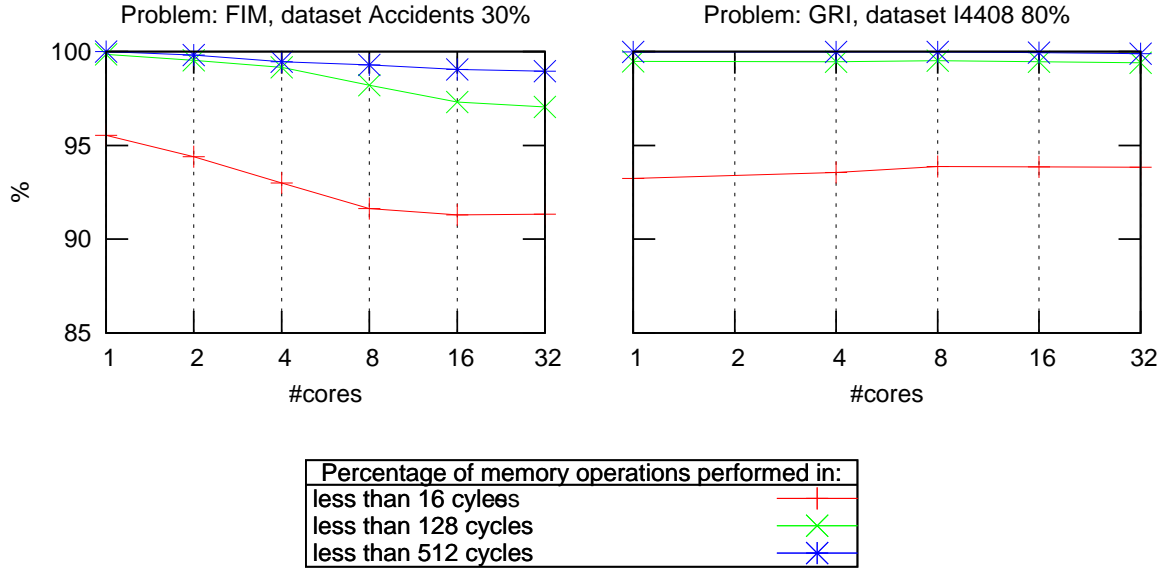 Problem: FIM, dataset Accidents 30%
Problem: GRI, dataset I4408 80%
100
95
90
85
%
1 2 4 8 16 32
#cores
1 2 4 8 16 32
#cores
Percentage of memory operations performed in:
less than 16 cyless
less than 128 cycles
less than 512 cycles